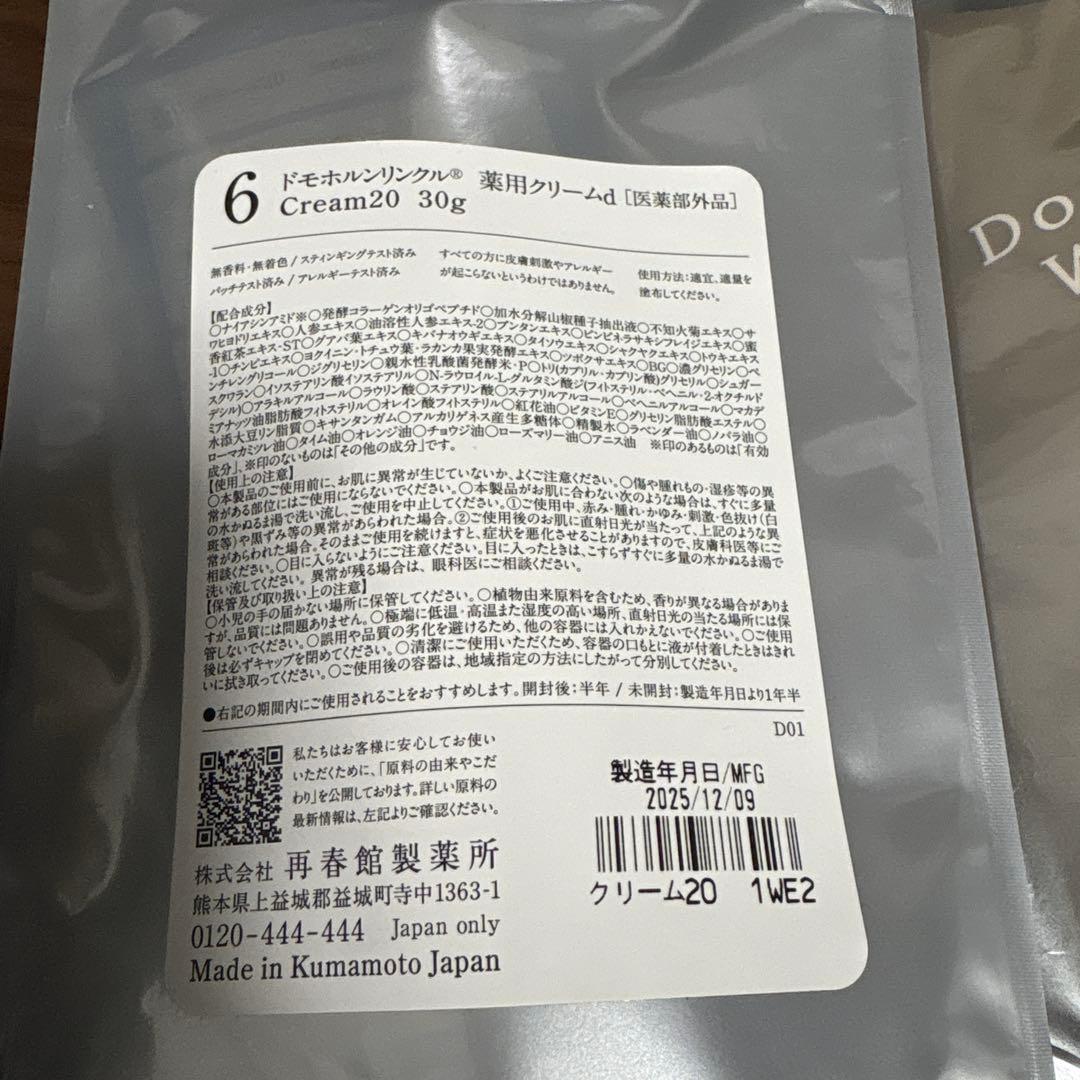 6 ドモホルンリンクル® 薬用クリームd [医薬部外品]
Cream20 30g
無香料・無着色 / スティンギングテスト済み
パッチテスト済み / アレルギーテスト済み
すべての方に皮膚刺激やアレルギー
が起こらないというわけではありません。
使用方法:適宜、適量を
塗布してください。
【配合成分】
○ナイアシンアミド※○発酵コラーゲンオリゴペプチド○加水分解山椒種子抽出液○不知火菊エキス○サ
ワヒヨドリエキス○人参エキス○油溶性人参エキス-2○ブンタンエキス○ピンピネラサキシフレイジエキス○蜜
香紅茶エキス・ST○グアバ葉エキス○キバナオウギエキス○タイソウエキス○シャクヤクエキス○トウキエキス
-1○チンピエキス○ヨクイニン・トチュウ葉・ラカンカ果実発酵エキス○ツボクサエキス○BG○濃グリセリン○ペ
ンチレングリコール○ジグリセリン○親水性乳酸菌発酵米・P○トリ(カプリル・カプリン酸)グリセリル○シュガー
スクワラン○イソステアリン酸イソステアリル○N-ラウロイル-L-グルタミン酸ジ(フィトステリル・ベヘニル・2-オクチルド
デシル)○アラキルアルコール○ラウリン酸○ステアリン酸○ステアリルアルコール○ベヘニルアルコール○マカデ
ミアナッツ油脂肪酸フィトステリル○オレイン酸フィトステリル○紅花油○ビタミンE○グリセリン脂肪酸エステル○
水添大豆リン脂質○キサンタンガム○アルカリゲネス産生多糖体○精製水○ラベンダー油○ノバラ油○
ローマカミツレ油○タイム油○オレンジ油○チョウジ油○ローズマリー油○アニス油 ※印のあるものは「有効
成分」、※印のないものは「その他の成分」です。
【使用上の注意】
○本製品のご使用前に、お肌に異常が生じていないか、よくご注意ください。○傷や腫れもの・湿疹等の異
常がある部位にはご使用にならないでください。○本製品がお肌に合わない次のような場合は、すぐに多量
の水かぬるま湯で洗い流し、ご使用を中止してください。①ご使用中、赤み・腫れ・かゆみ・刺激・色抜け(白
斑等)や黒ずみ等の異常があらわれた場合。②ご使用後のお肌に直射日光が当たって、上記のような異
常があらわれた場合。そのままご使用を続けますと、症状を悪化させることがありますので、皮膚科医等にご
相談ください。○目に入らないようにご注意ください。目に入ったときは、こすらずすぐに多量の水かぬるま湯で
洗い流してください。異常が残る場合は、眼科医にご相談ください。
【保管及び取り扱い上の注意】
○小児の手の届かない場所に保管してください。○植物由来原料を含むため、香りが異なる場合がありま
すが、品質には問題ありません。○極端に低温・高温また湿度の高い場所、直射日光の当たる場所には保
管しないでください。○誤用や品質の劣化を避けるため、他の容器には入れかえないでください。○ご使用
後は必ずキャップを閉めてください。○清潔にご使用いただくため、容器の口もとに液が付着したときはきれ
いに拭き取ってください。○ご使用後の容器は、地域指定の方法にしたがって分別してください。
●右記の期間内にご使用されることをおすすめします。開封後:半年 / 未開封:製造年月日より1年半
D01
私たちはお客様に安心してお使い
いただくために、「原料の由来やこだ
わり」を公開しております。詳しい原料の
最新情報は、左記よりご確認ください。
製造年月日/MFG
2025/12/09
クリーム20 1WE2
株式会社 再春館製薬所
熊本県上益城郡益城町寺中1363-1
0120-444-444 Japan only
Made in Kumamoto Japan
Do
W